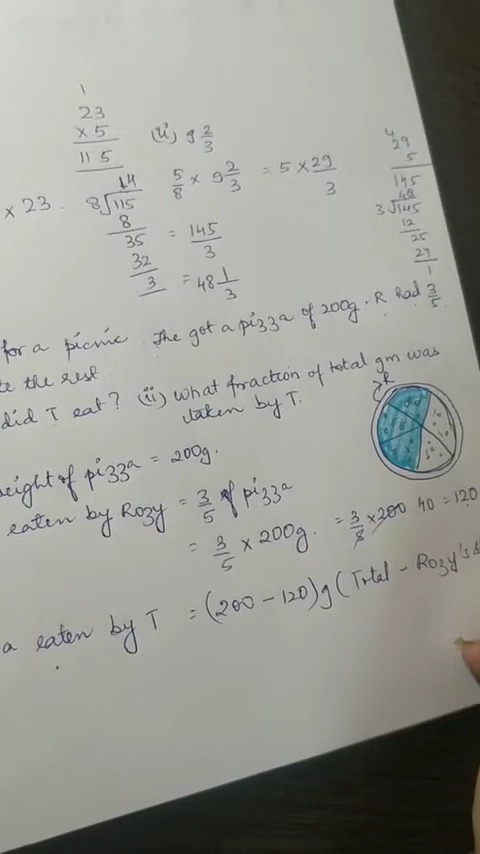 1
23
× 5
115
(ii) 9 2/3
× 23.
14
8√115
8
35
32
3
5/8 × 9 2/3 = 5 × 29/3
= 145/3
= 48 1/3
4
29
5
145
48
3√145
12
25
24
1
for a picnic. The got a pizza of 200g. R had 3/5
te the rest
did T eat? (ii) what fraction of total gm was
taken by T.
eight of pizza = 200g.
eaten by Rozy = 3/5 of pizza
= 3/5 × 200g. = 3/5 × 200 40 = 120
a eaten by T = (200 - 120)g (Total - Rozy's